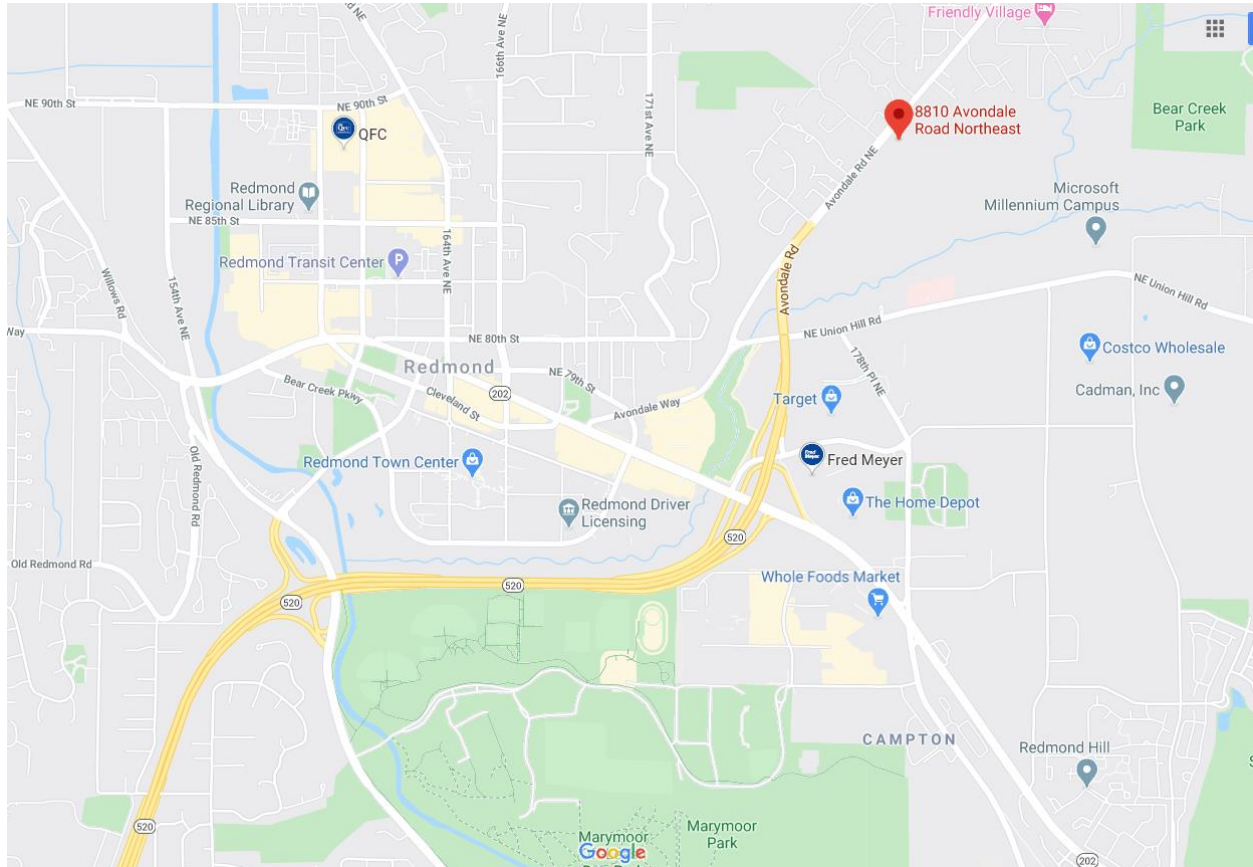 Friendly Village
166th Ave NE
NE 90th St
NE 90th St
QFC
QFC
171st Ave NE
8810 Avondale
Road Northeast
Bear Creek
Park
Avondale Rd NE
Redmond
Regional Library
NE 85th St
Microsoft
Millennium Campus
164th Ave NE
Redmond Transit Center
P
Avondale Rd
Willows Rd
154th Ave NE
NE Union Hill Rd
NE Union Hill Rd
Way
NE 80th St
Costco Wholesale
Redmond
178th Pl NE
NE 79th St
Bear Creek Pkwy
Cleveland St
202
Cadman, Inc
Avondale Way
Target
Old Redmond Rd
Redmond Town Center
Fred
Meyer
Fred Meyer
Redmond Driver
Licensing
The Home Depot
520
Old Redmond Rd
520
520
Whole Foods Market
CAMPTON
Redmond Hill
520
Marymoor
Park
Marymoor
Google
202